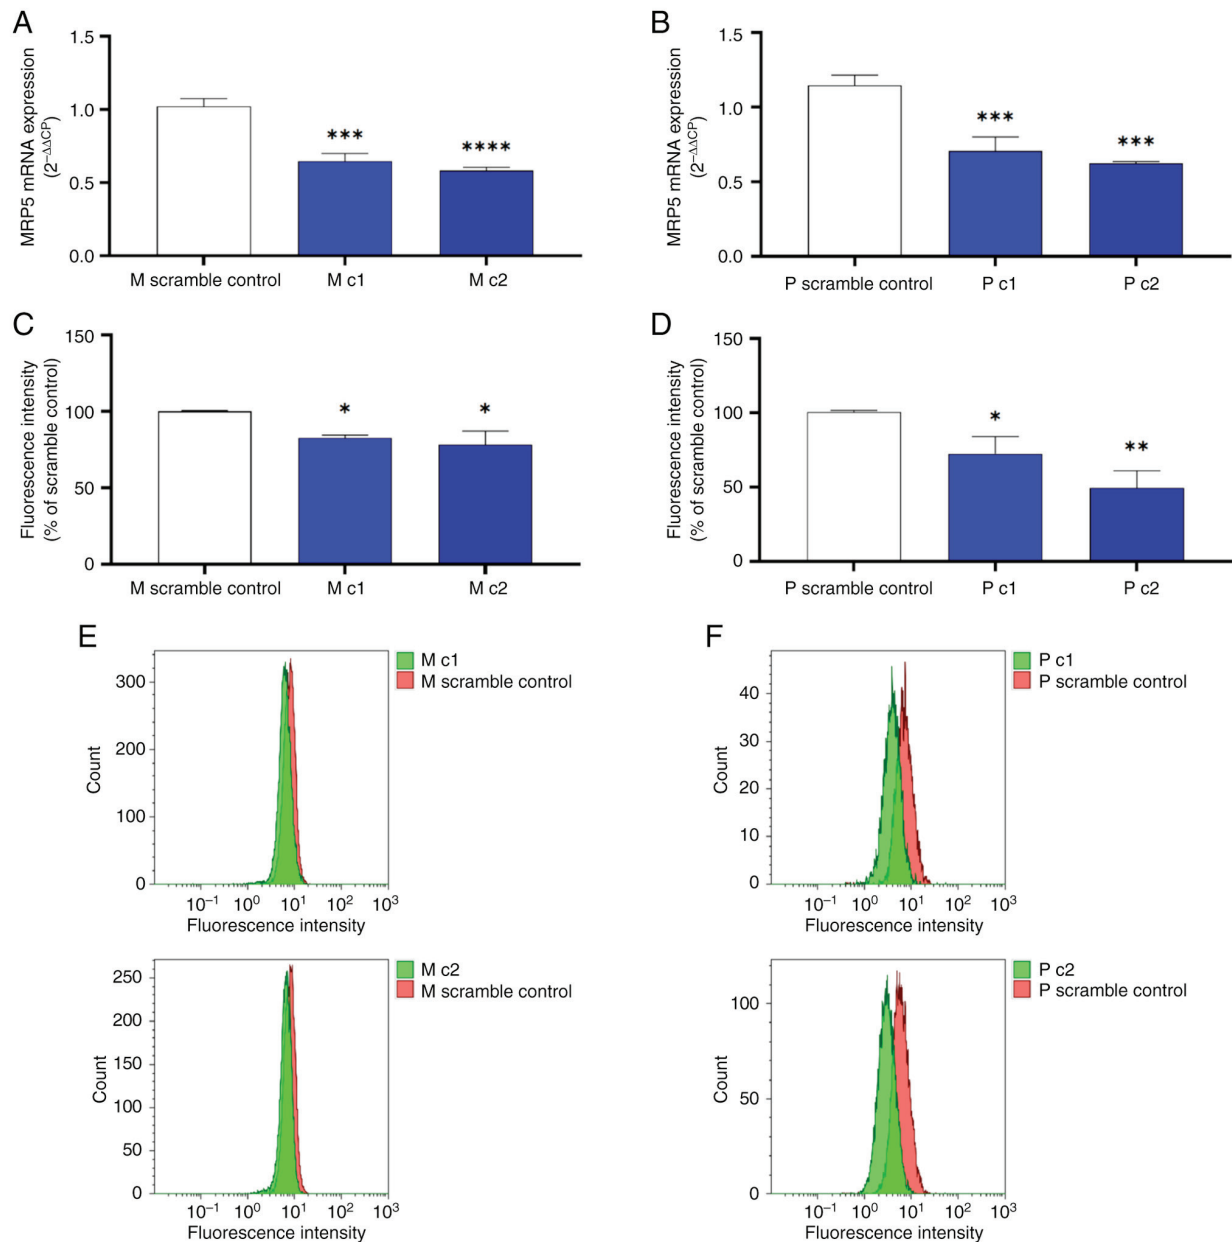 A
MRP5 mRNA expression
(2−ΔΔCP)
1.5
1.0
0.5
0.0
***
****
M scramble control
M c1
M c2
B
MRP5 mRNA expression
(2−ΔΔCP)
1.5
1.0
0.5
0.0
***
***
P scramble control
P c1
P c2
C
Fluorescence intensity
(% of scramble control)
150
100
50
0
*
*
M scramble control
M c1
M c2
D
Fluorescence intensity
(% of scramble control)
150
100
50
0
*
**
P scramble control
P c1
P c2
E
M c1
M scramble control
Count
300
200
100
0
10−1 100 101 102 103
Fluorescence intensity
M c2
M scramble control
Count
250
200
150
100
50
0
10−1 100 101 102 103
Fluorescence intensity
F
P c1
P scramble control
Count
40
30
20
10
0
10−1 100 101 102 103
Fluorescence intensity
P c2
P scramble control
Count
100
50
0
10−1 100 101 102 103
Fluorescence intensity